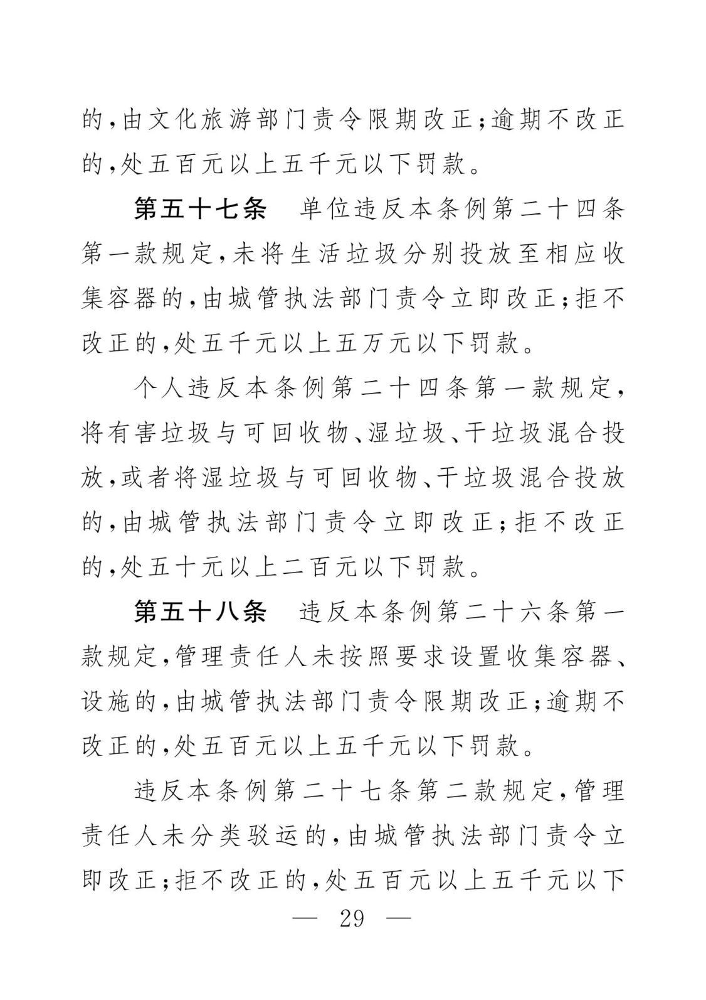 的,由文化旅游部门责令限期改正;逾期不改正
的,处五百元以上五千元以下罚款。
第五十七条　单位违反本条例第二十四条
第一款规定,未将生活垃圾分别投放至相应收
集容器的,由城管执法部门责令立即改正;拒不
改正的,处五千元以上五万元以下罚款。
个人违反本条例第二十四条第一款规定,
将有害垃圾与可回收物、湿垃圾、干垃圾混合投
放,或者将湿垃圾与可回收物、干垃圾混合投放
的,由城管执法部门责令立即改正;拒不改正
的,处五十元以上二百元以下罚款。
第五十八条　违反本条例第二十六条第一
款规定,管理责任人未按照要求设置收集容器、
设施的,由城管执法部门责令限期改正;逾期不
改正的,处五百元以上五千元以下罚款。
违反本条例第二十七条第二款规定,管理
责任人未分类驳运的,由城管执法部门责令立
即改正;拒不改正的,处五百元以上五千元以下
— 29 —